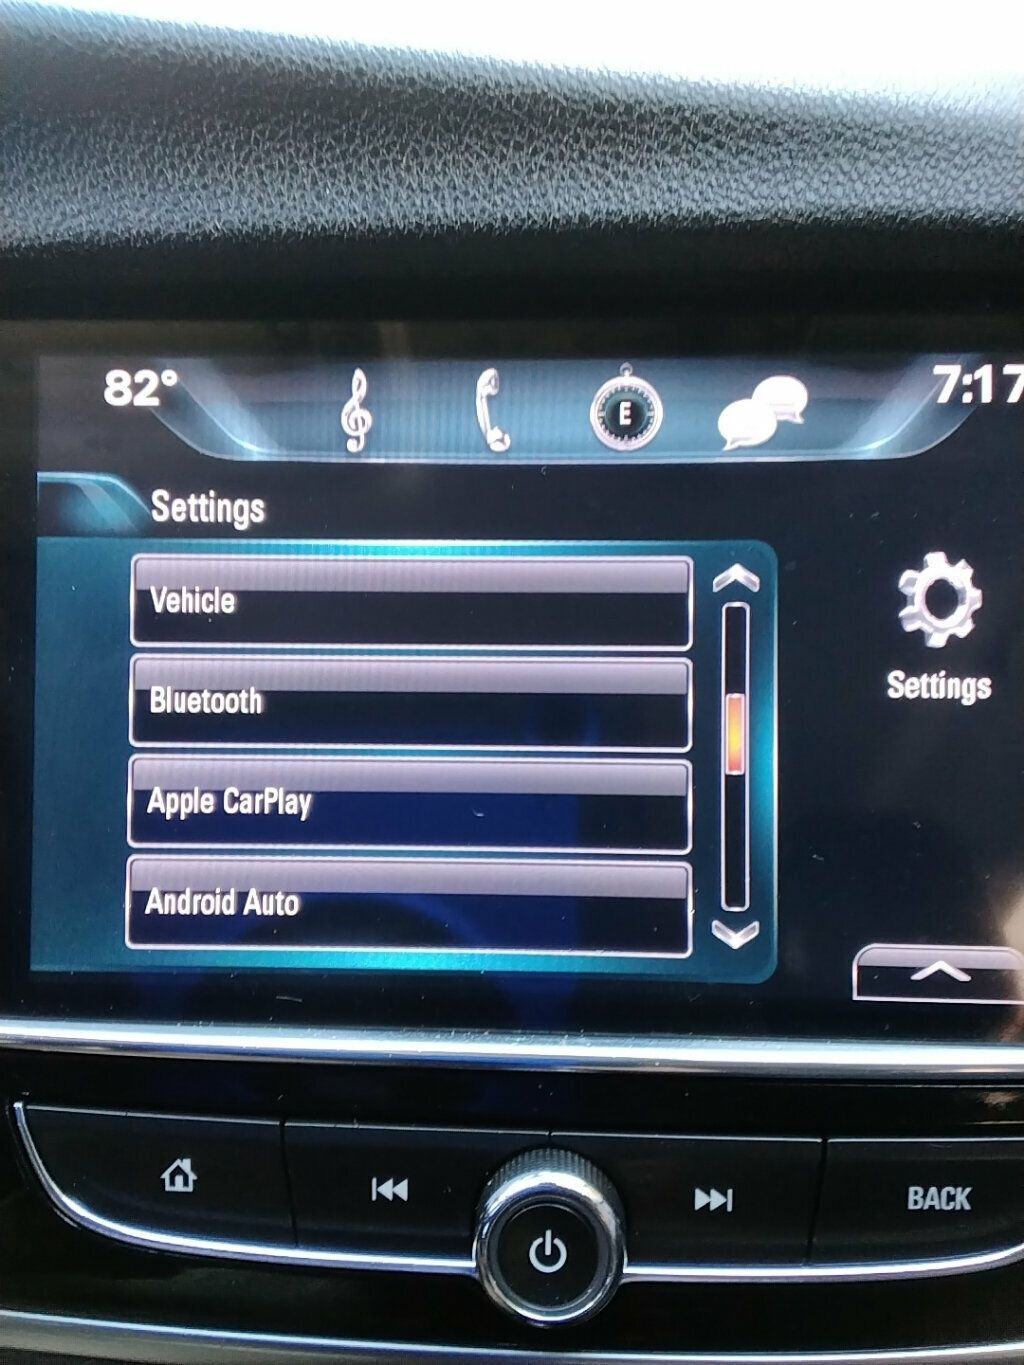 82°
E
7:17
Settings
Vehicle
Bluetooth
Apple CarPlay
Android Auto
Settings
BACK